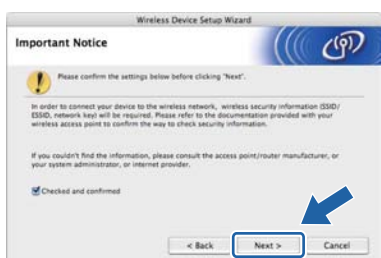 Wireless Device Setup Wizard
Important Notice
Please confirm the settings below before clicking "Next".
In order to connect your device to the wireless network, wireless security information (SSID/
ESSID, network key) will be required. Please refer to the documentation provided with your
wireless access point to confirm the way to check security information.
If you couldn't find the information, please consult the access point/router manufacturer, or
your system administrator, or internet provider.
Checked and confirmed
< Back Next > Cancel